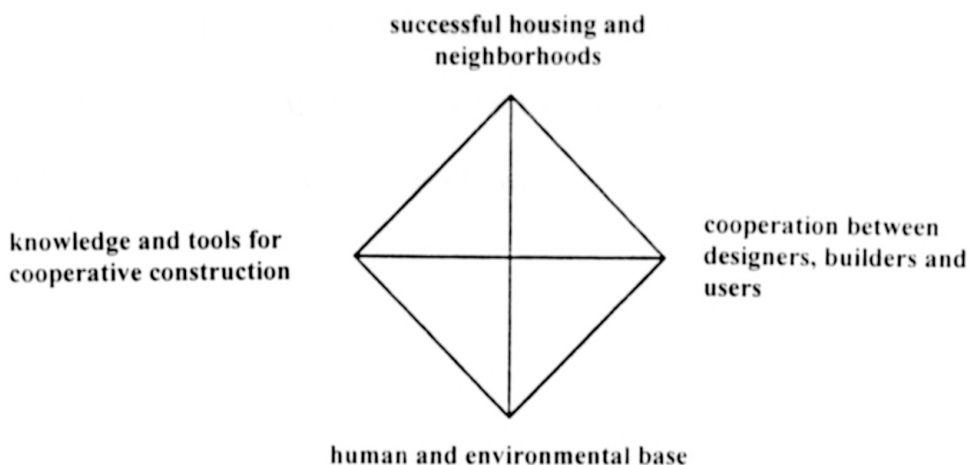 successful housing and
neighborhoods
knowledge and tools for
cooperative construction
cooperation between
designers, builders and
users
human and environmental base